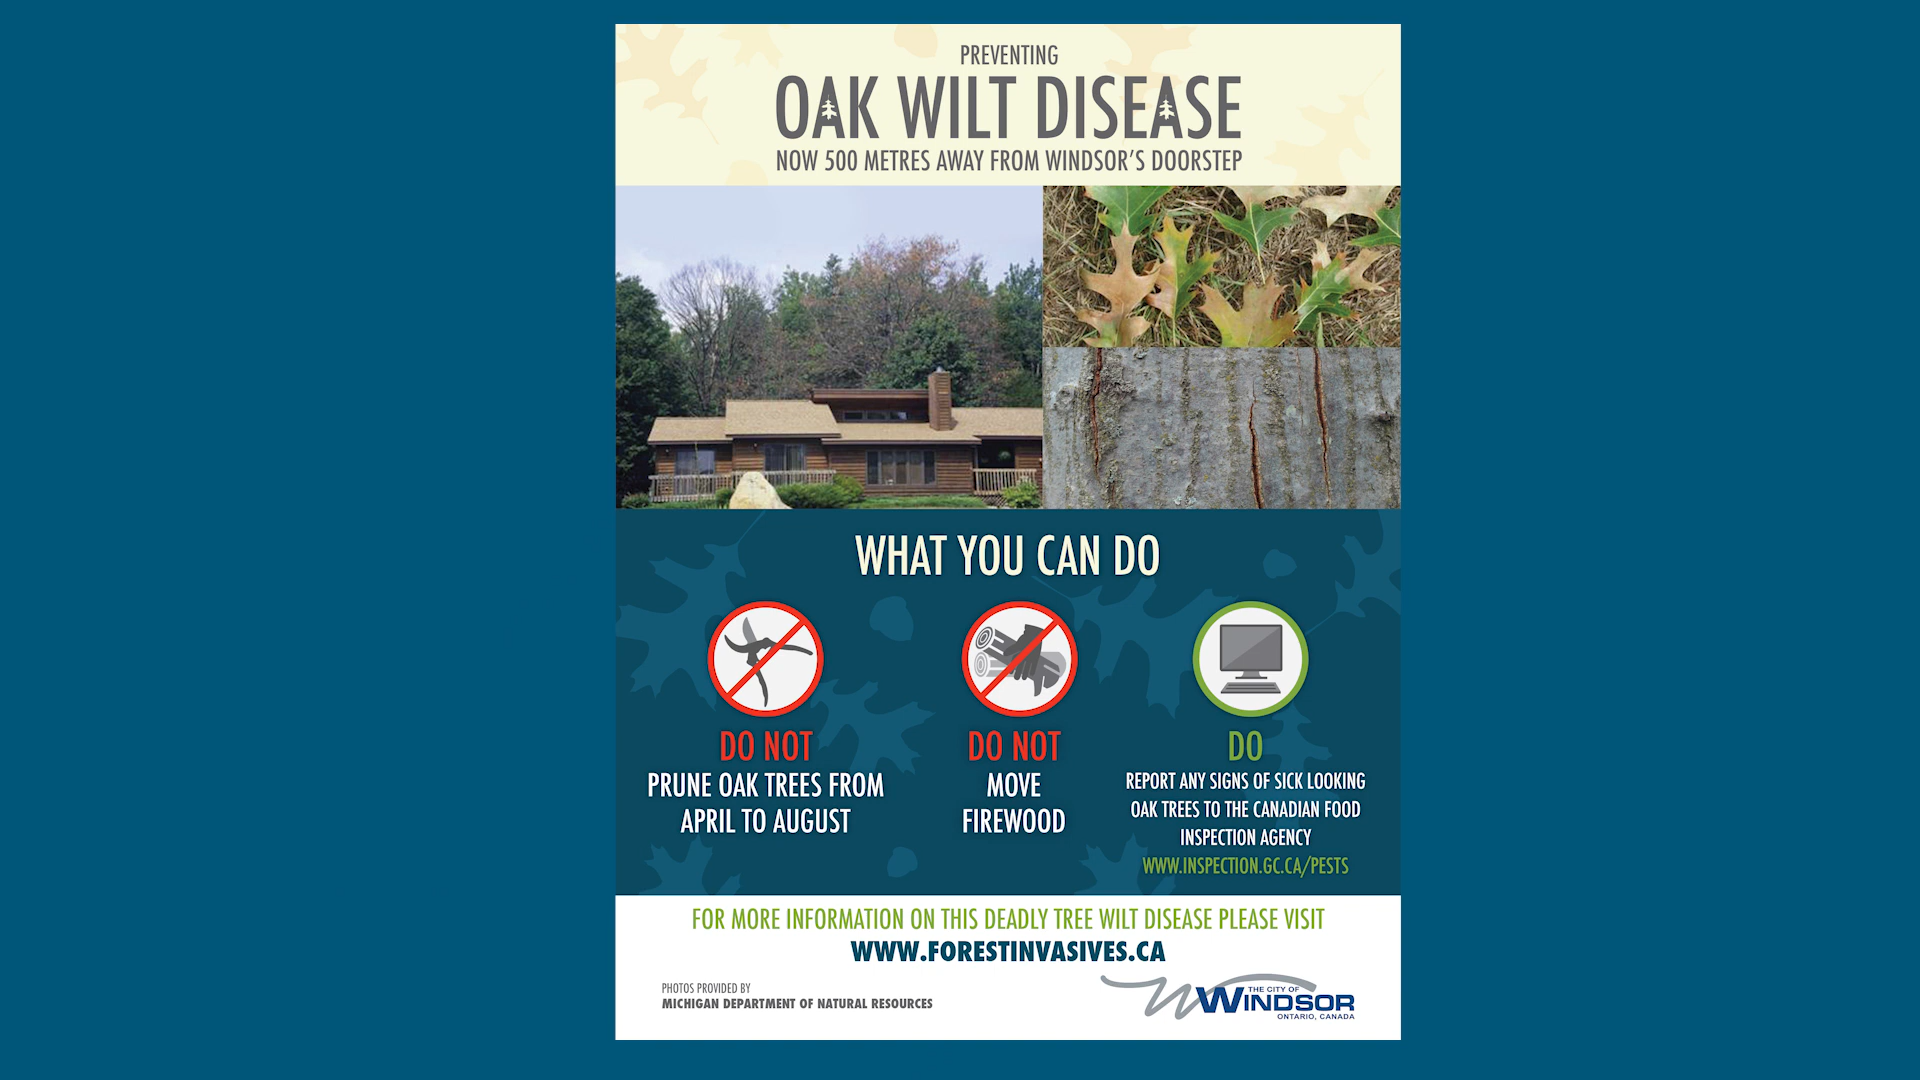 PREVENTING
OAK WILT DISEASE
NOW 500 METRES AWAY FROM WINDSOR'S DOORSTEP
WHAT YOU CAN DO
DO NOT
PRUNE OAK TREES FROM
APRIL TO AUGUST
DO NOT
MOVE
FIREWOOD
DO
REPORT ANY SIGNS OF SICK LOOKING
OAK TREES TO THE CANADIAN FOOD
INSPECTION AGENCY
WWW.INSPECTION.GC.CA/PESTS
FOR MORE INFORMATION ON THIS DEADLY TREE WILT DISEASE PLEASE VISIT
WWW.FORESTINVASIVES.CA
PHOTOS PROVIDED BY
MICHIGAN DEPARTMENT OF NATURAL RESOURCES
THE CITY OF
WINDSOR
ONTARIO, CANADA